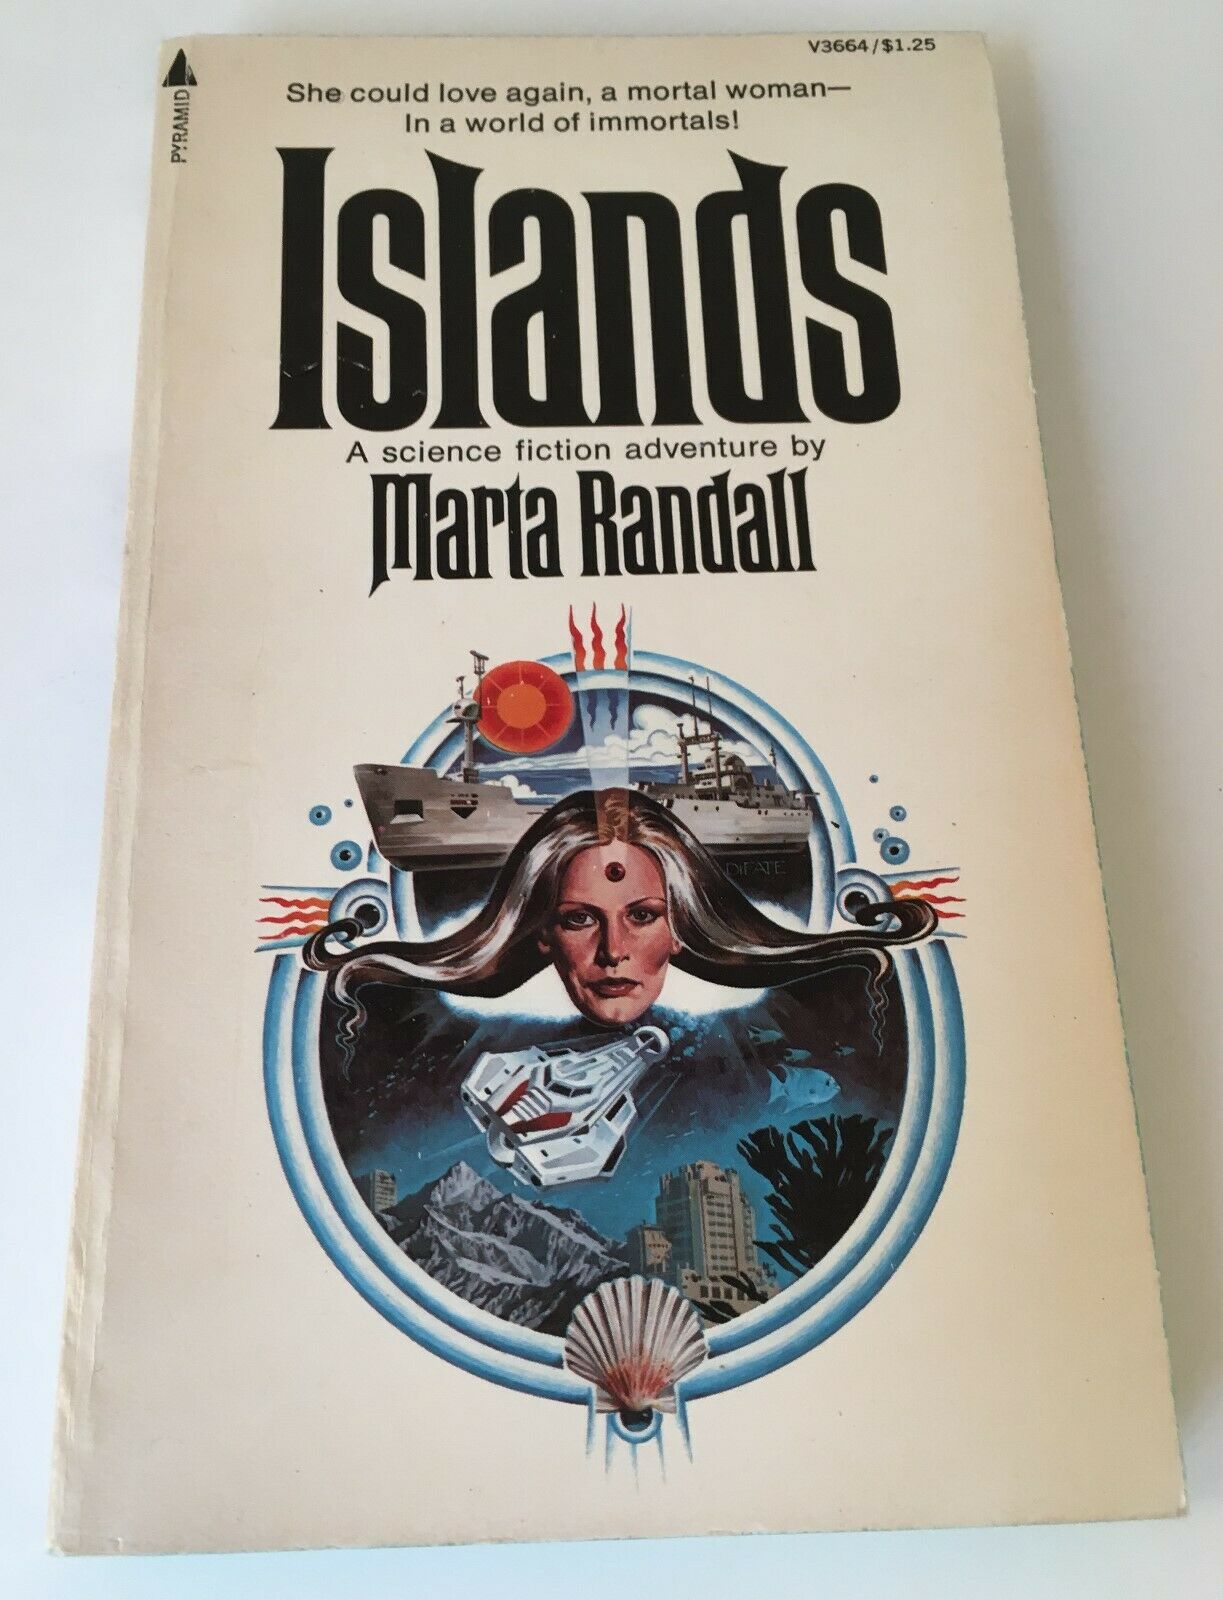 V3664/$1.25
PYRAMID
She could love again, a mortal woman—
In a world of immortals!
Islands
A science fiction adventure by
Marta Randall
DIFATE